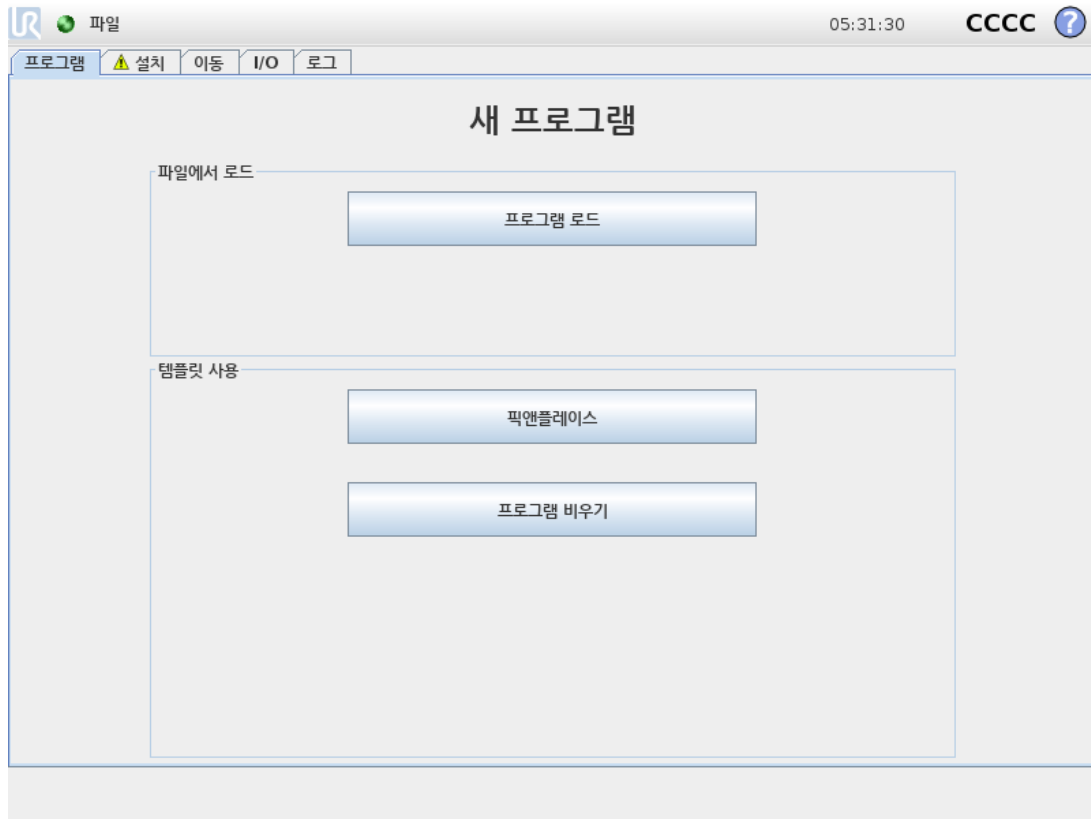 UR 파일 05:31:30 CCCC ?
프로그램 설치 이동 I/O 로그
새 프로그램
파일에서 로드
프로그램 로드
템플릿 사용
픽앤플레이스
프로그램 비우기